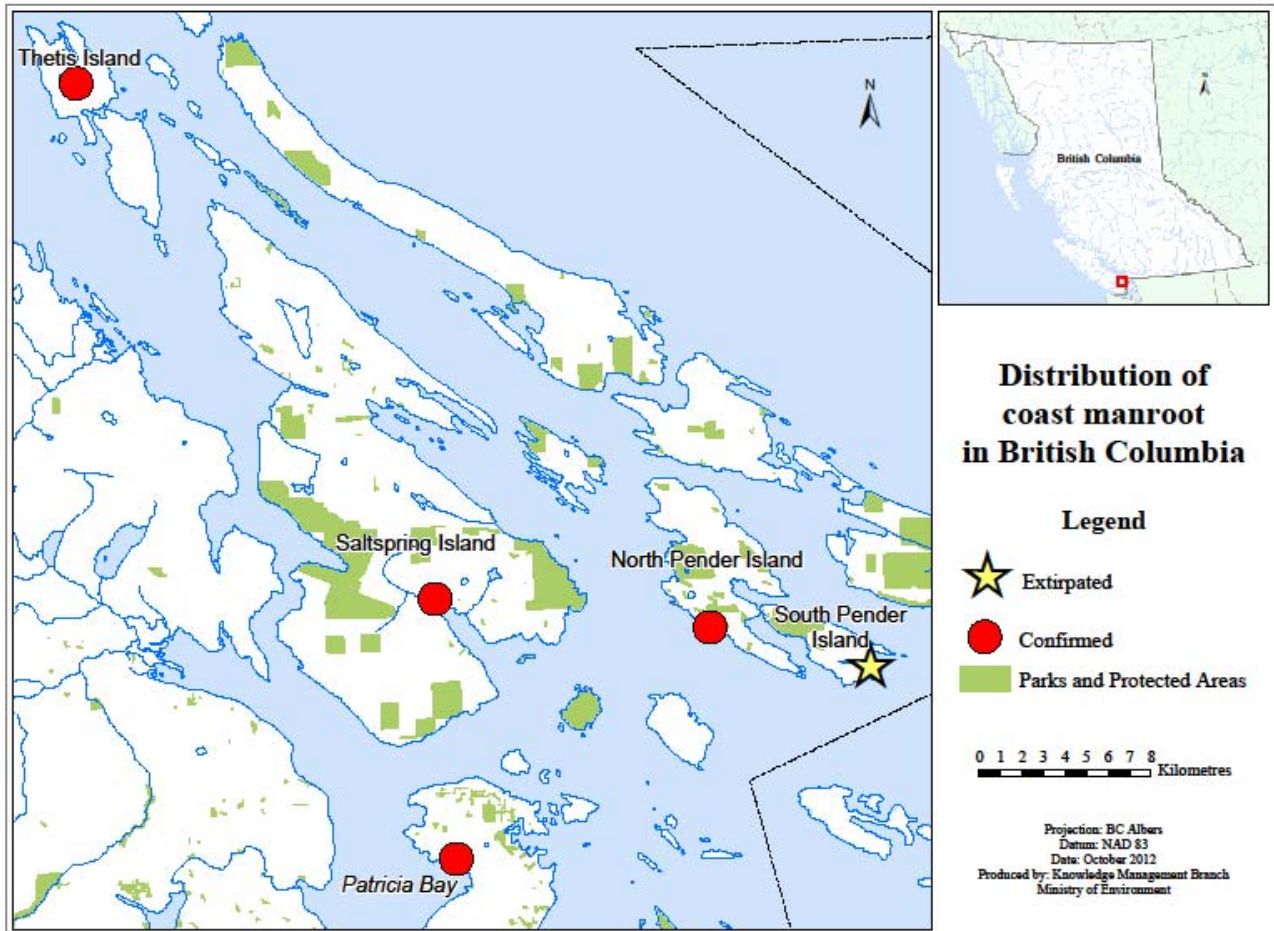 Thetis Island
Saltspring Island
North Pender Island
South Pender
Island
Patricia Bay
N
N
British Columbia
Distribution of
coast manroot
in British Columbia
Legend
Extirpated
Confirmed
Parks and Protected Areas
0 1 2 3 4 5 6 7 8
Kilometres
Projection: BC Albers
Datum: NAD 83
Date: October 2012
Produced by: Knowledge Management Branch
Ministry of Environment